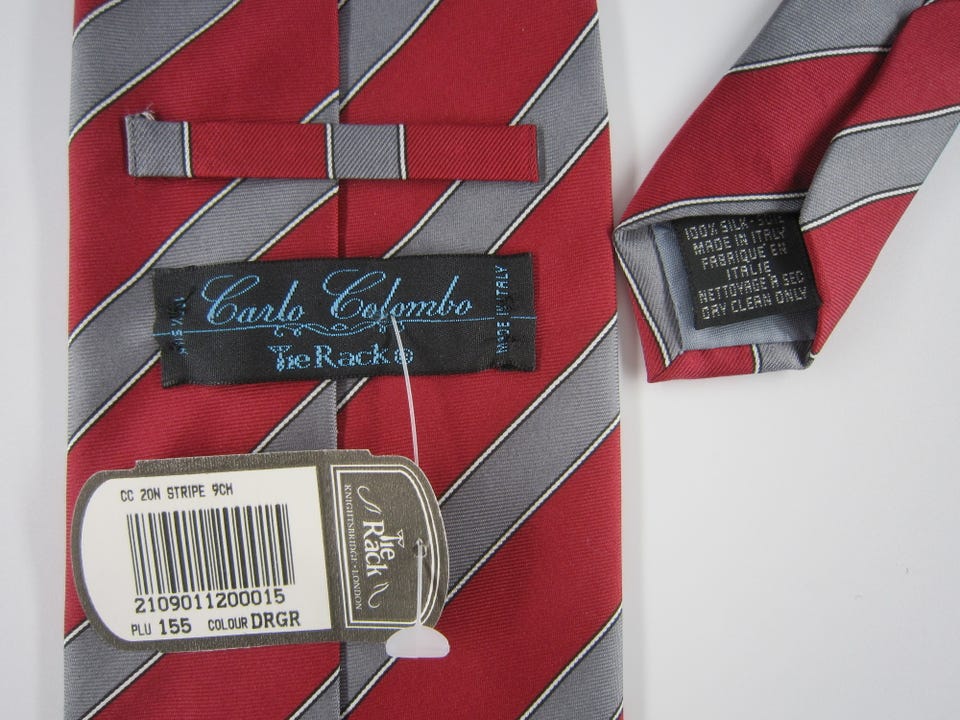 Carlo Colombo
Tie Rack®
MADE IN ITALY
100% SILK-SOIE
MADE IN ITALY
FABRIQUE EN
ITALIE
NETTOYAGE A SEC
DRY CLEAN ONLY
CC 20N STRIPE 9CM
2109011200015
PLU 155 COLOUR DRGR
Tie
Rack
KNIGHTSBRIDGE · LONDON